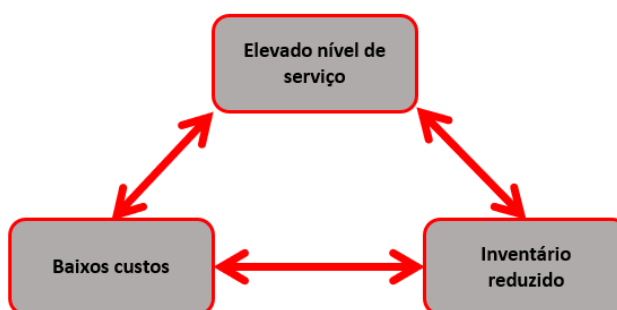 Elevado nível de
serviço
Baixos custos
Inventário
reduzido